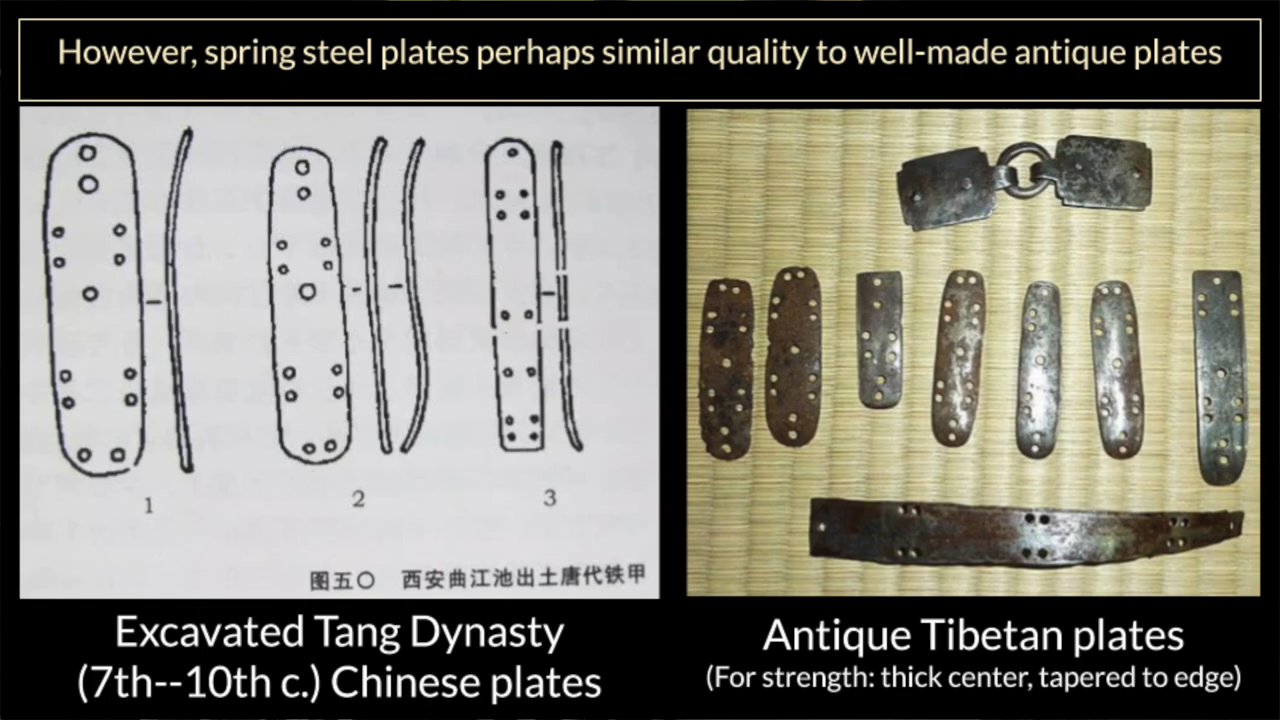 However, spring steel plates perhaps similar quality to well-made antique plates
1
2
3
图五〇 西安曲江池出土唐代铁甲
Excavated Tang Dynasty
(7th--10th c.) Chinese plates
Antique Tibetan plates
(For strength: thick center, tapered to edge)